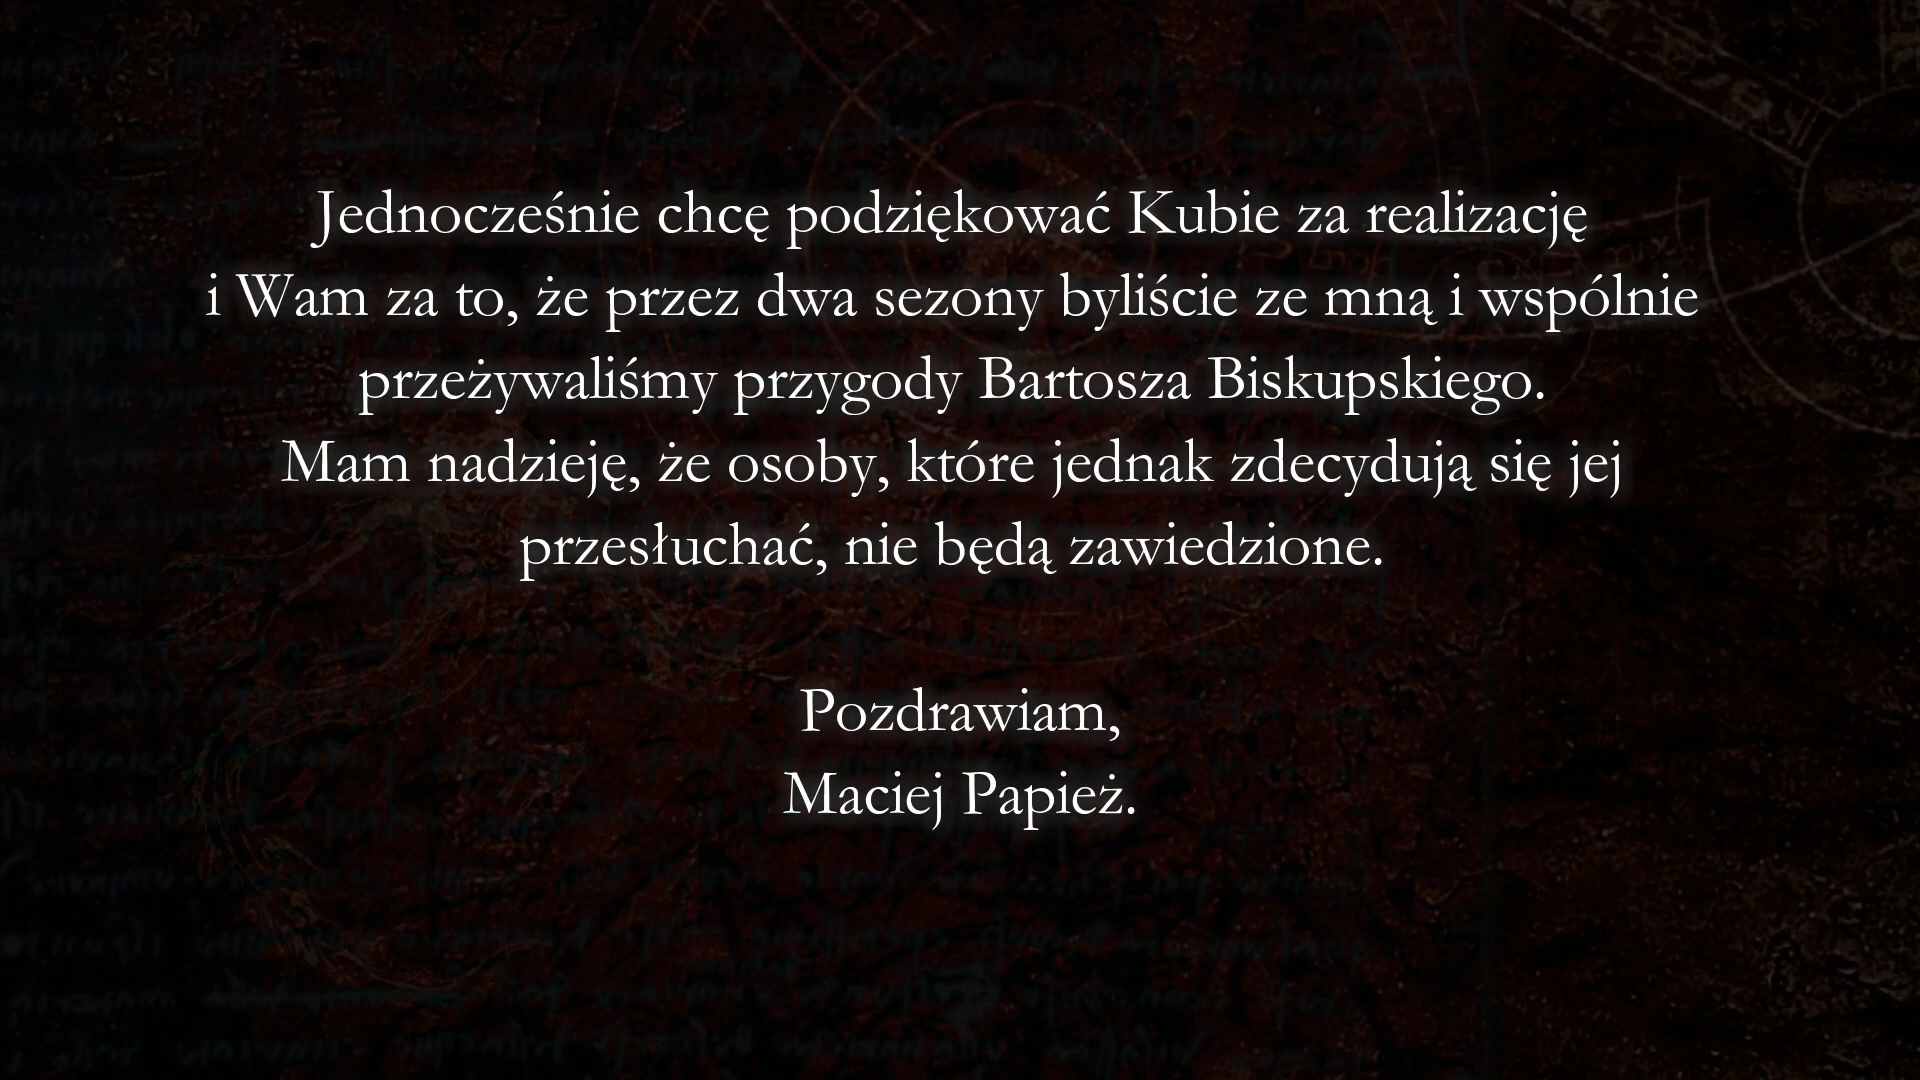 Jednocześnie chcę podziękować Kubie za realizację
i Wam za to, że przez dwa sezony byliście ze mną i wspólnie
przeżywaliśmy przygody Bartosza Biskupskiego.
Mam nadzieję, że osoby, które jednak zdecydują się jej
przesłuchać, nie będą zawiedzione.
Pozdrawiam,
Maciej Papież.